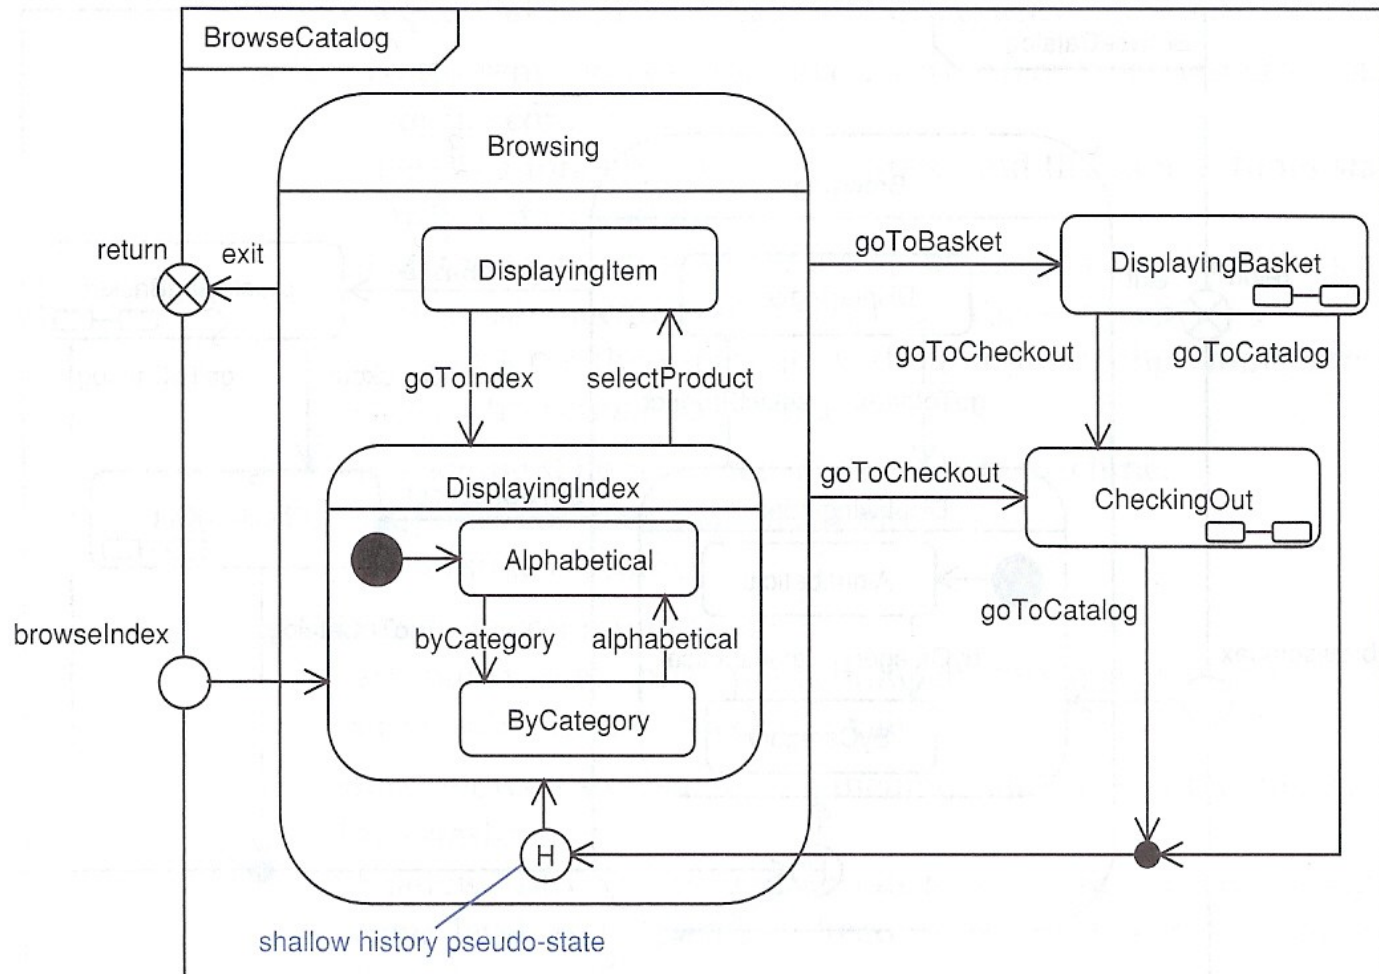 BrowseCatalog
Browsing
return
exit
DisplayingItem
goToBasket
DisplayingBasket
goToIndex
selectProduct
goToCheckout
goToCatalog
DisplayingIndex
goToCheckout
CheckingOut
Alphabetical
byCategory
alphabetical
goToCatalog
browseIndex
ByCategory
H
shallow history pseudo-state